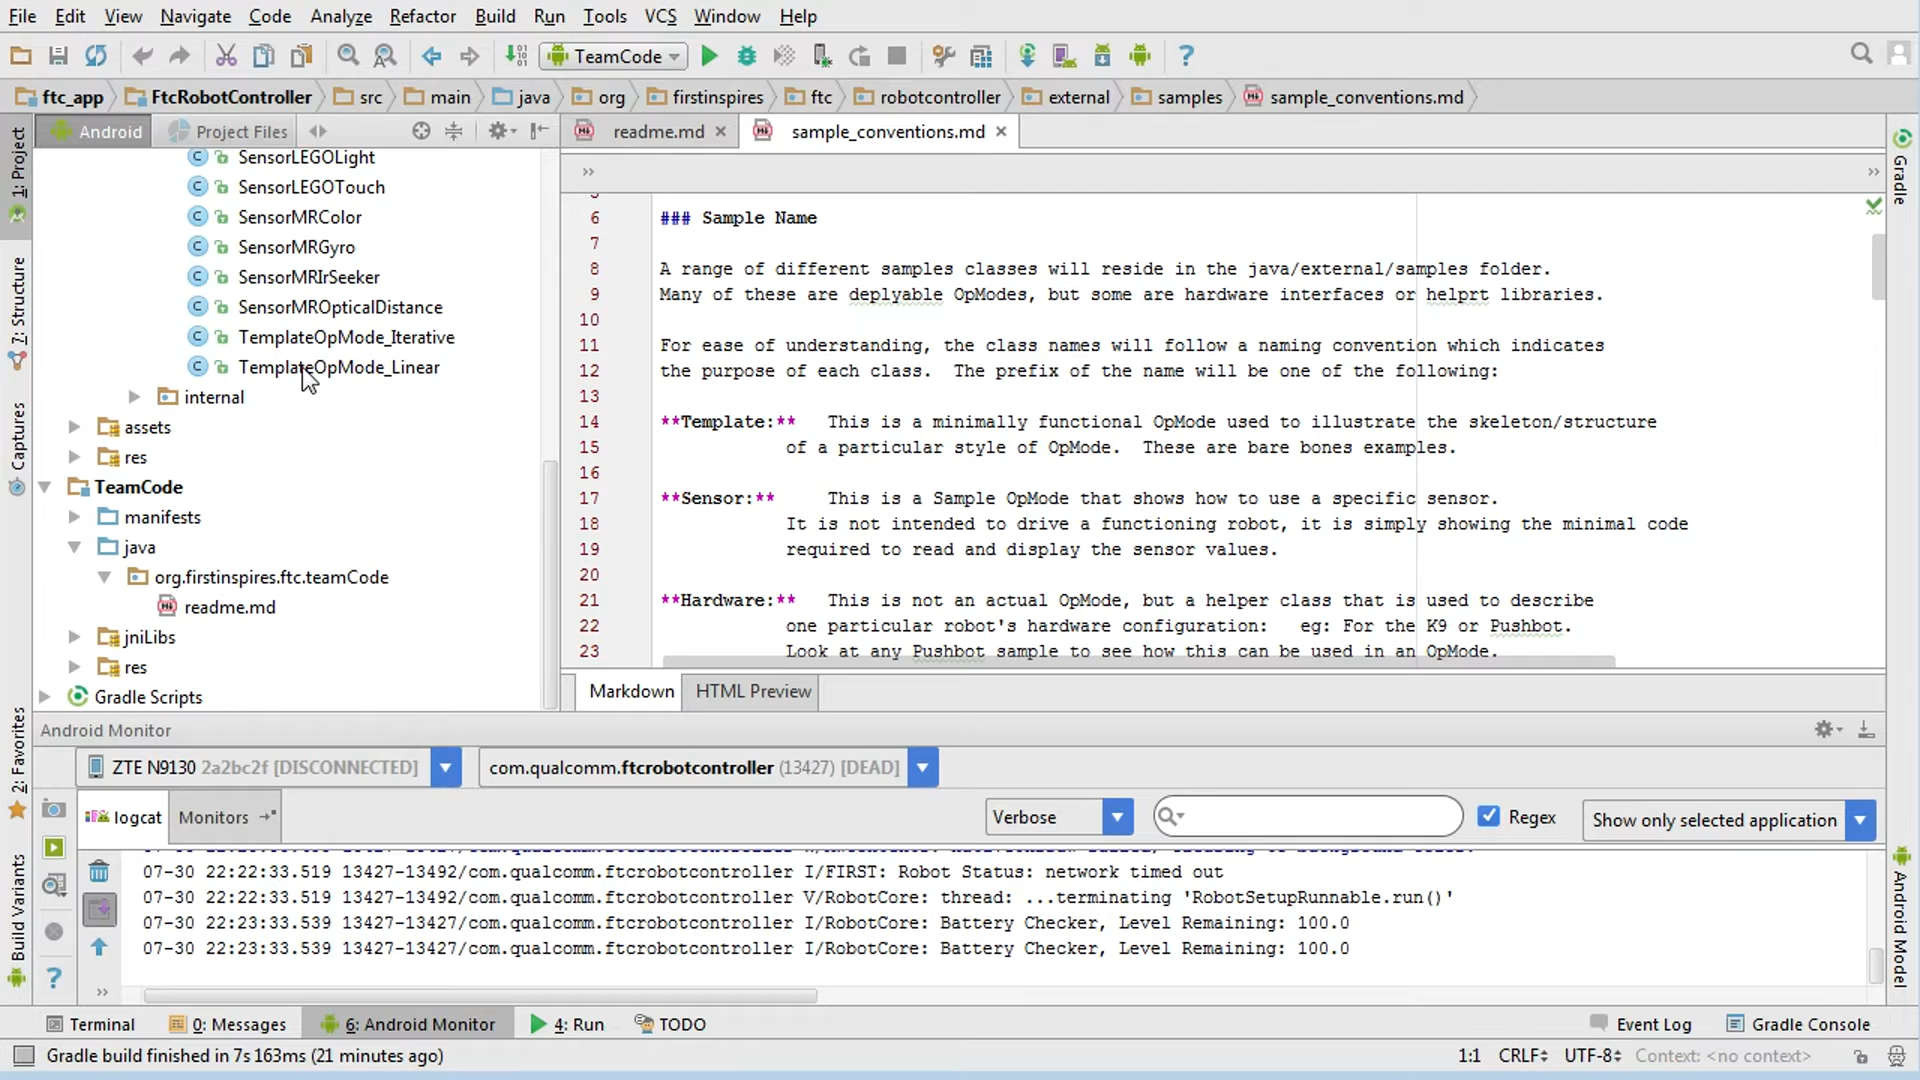 File Edit View Navigate Code Analyze Refactor Build Run Tools VCS Window Help
TeamCode
ftc_app FtcRobotController src main java org firstinspires ftc robotcontroller external samples sample_conventions.md
Android Project Files readme.md sample_conventions.md
1: Project
7: Structure
Captures
2: Favorites
Build Variants
SensorLEGOLight
SensorLEGOTouch
SensorMRColor
SensorMRGyro
SensorMRIrSeeker
SensorMROpticalDistance
TemplateOpMode_Iterative
TemplateOpMode_Linear
internal
assets
res
TeamCode
manifests
java
org.firstinspires.ftc.teamCode
readme.md
jniLibs
res
Gradle Scripts
6 ### Sample Name
7
8 A range of different samples classes will reside in the java/external/samples folder.
9 Many of these are deplyable OpModes, but some are hardware interfaces or helprt libraries.
10
11 For ease of understanding, the class names will follow a naming convention which indicates
12 the purpose of each class.  The prefix of the name will be one of the following:
13
14 **Template:**   This is a minimally functional OpMode used to illustrate the skeleton/structure
15 of a particular style of OpMode.  These are bare bones examples.
16
17 **Sensor:**     This is a Sample OpMode that shows how to use a specific sensor.
18 It is not intended to drive a functioning robot, it is simply showing the minimal code
19 required to read and display the sensor values.
20
21 **Hardware:**   This is not an actual OpMode, but a helper class that is used to describe
22 one particular robot's hardware configuration:   eg: For the K9 or Pushbot.
23 Look at any Pushbot sample to see how this can be used in an OpMode.
Markdown HTML Preview
Gradle
Android Model
Android Monitor
ZTE N9130 2a2bc2f [DISCONNECTED] com.qualcomm.ftcrobotcontroller (13427) [DEAD]
logcat Monitors Verbose Regex Show only selected application
07-30 22:22:33.519 13427-13492/com.qualcomm.ftcrobotcontroller I/FIRST: Robot Status: network timed out
07-30 22:22:33.519 13427-13492/com.qualcomm.ftcrobotcontroller V/RobotCore: thread: ...terminating 'RobotSetupRunnable.run()'
07-30 22:22:33.539 13427-13427/com.qualcomm.ftcrobotcontroller I/RobotCore: Battery Checker, Level Remaining: 100.0
07-30 22:23:33.539 13427-13427/com.qualcomm.ftcrobotcontroller I/RobotCore: Battery Checker, Level Remaining: 100.0
Terminal 0: Messages 6: Android Monitor 4: Run TODO Event Log Gradle Console
Gradle build finished in 7s 163ms (21 minutes ago) 1:1 CRLF UTF-8 Context: <no context>